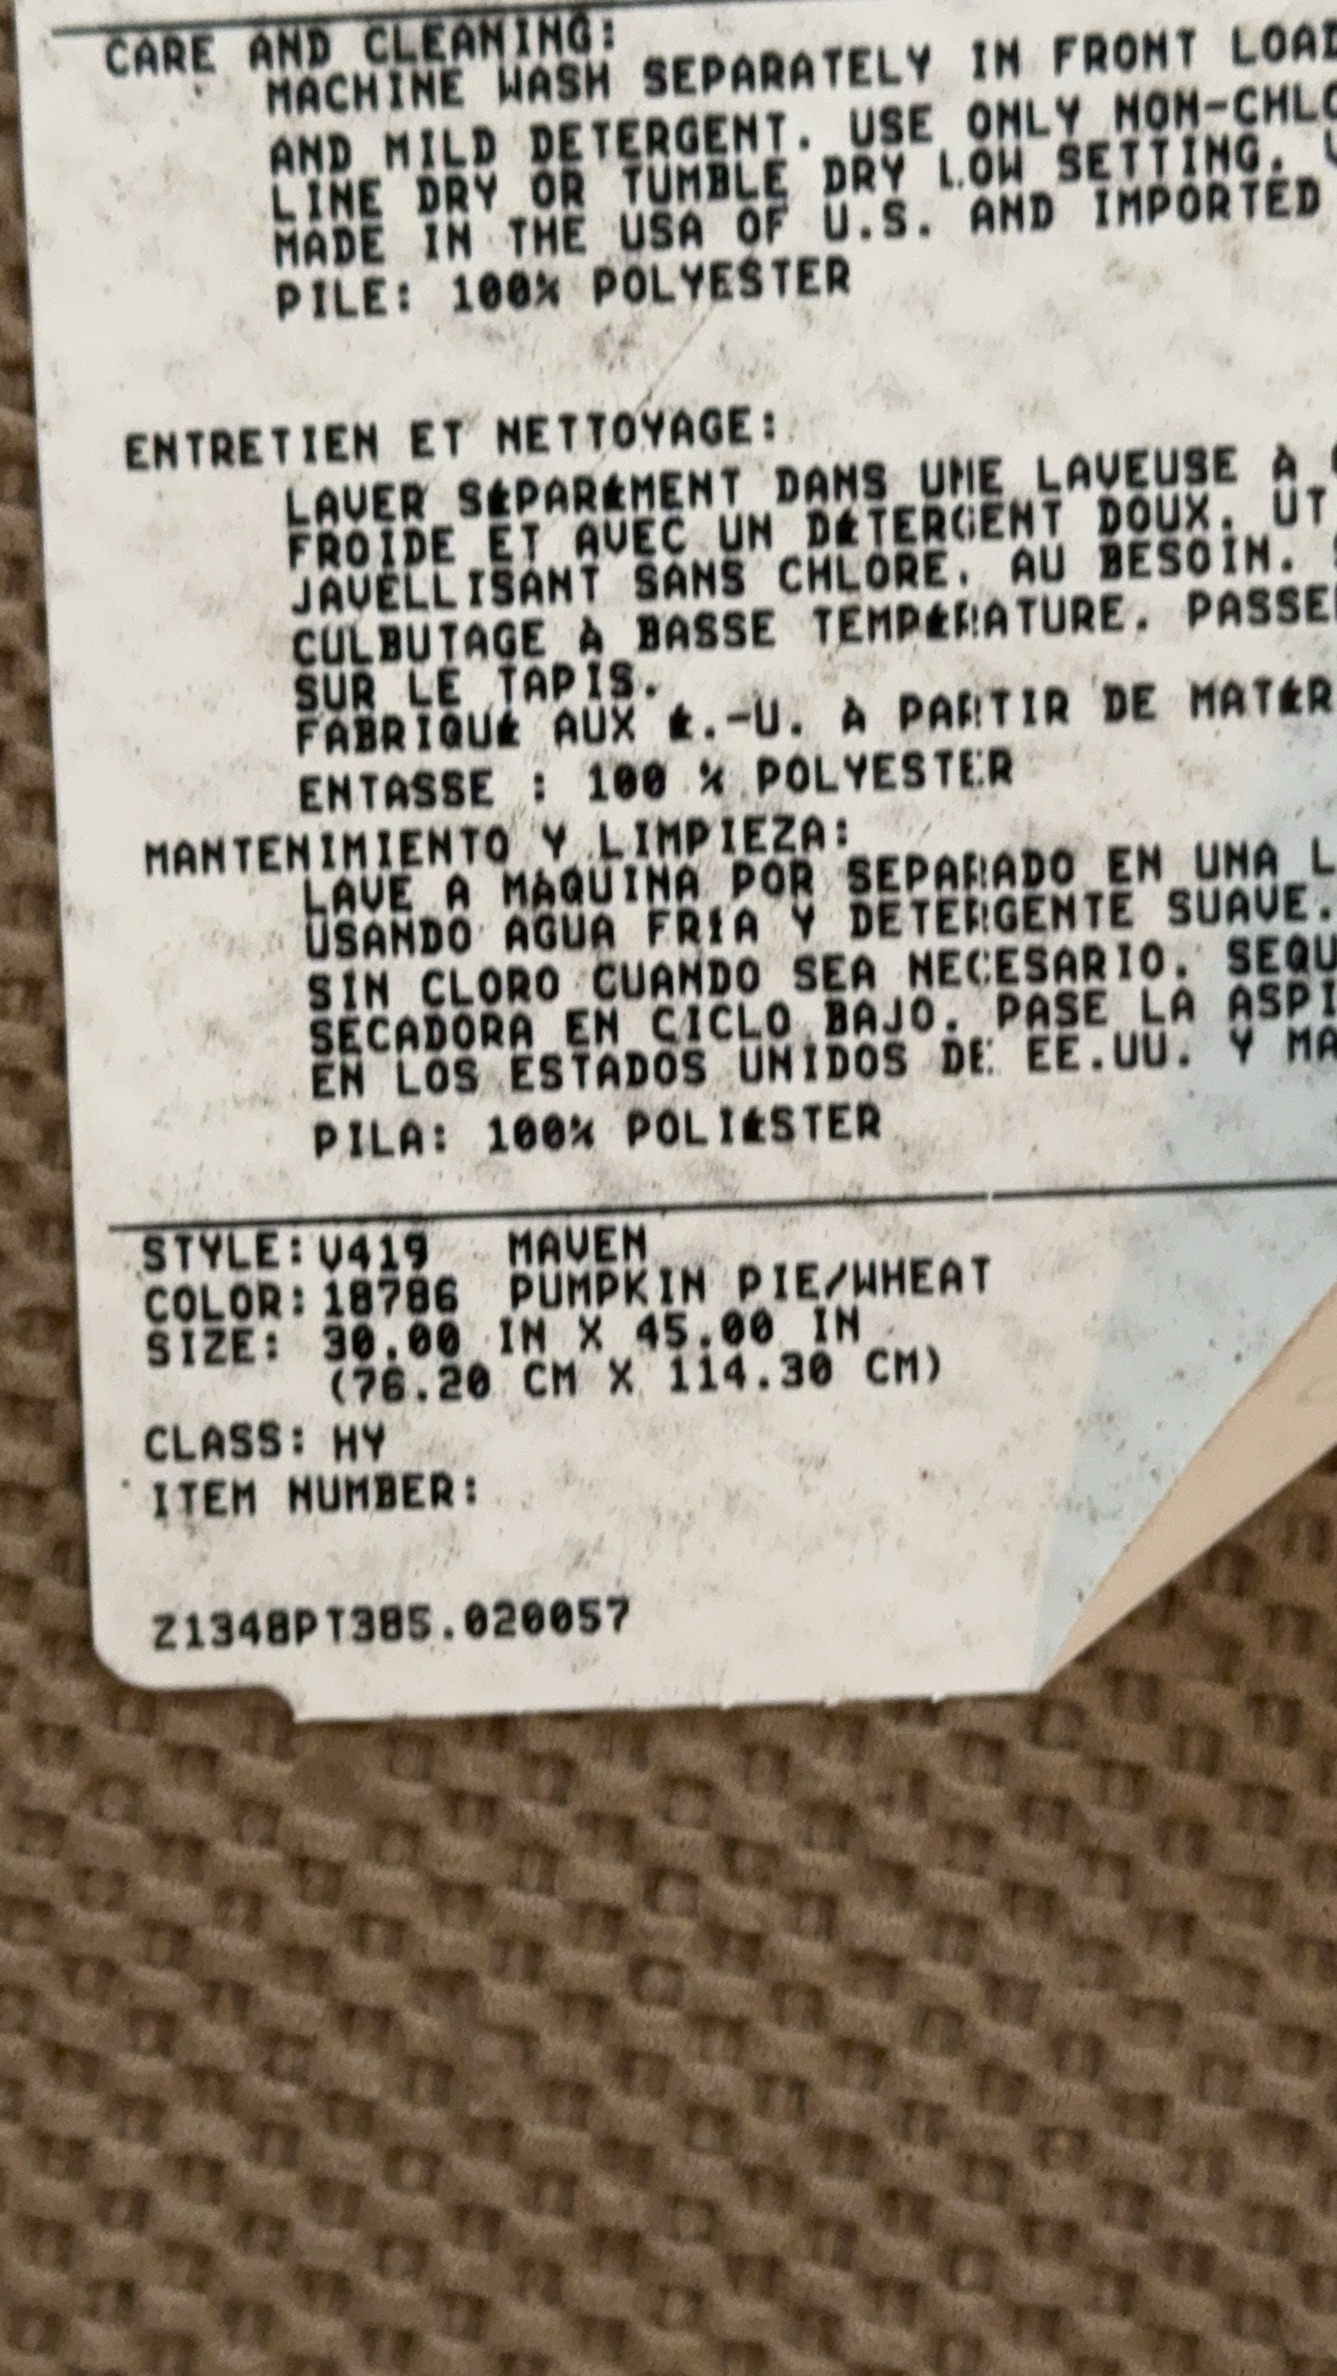 CARE AND CLEANING:
MACHINE WASH SEPARATELY IN FRONT LOAD
AND MILD DETERGENT. USE ONLY NON-CHLO
LINE DRY OR TUMBLE DRY LOW SETTING.
MADE IN THE USA OF U.S. AND IMPORTED
PILE: 100% POLYESTER
ENTRETIEN ET NETTOYAGE:
LAVER SÉPARÉMENT DANS UNE LAVEUSE À
FROIDE ET AVEC UN DÉTERGENT DOUX. UT
JAVELLISANT SANS CHLORE, AU BESOIN.
CULBUTAGE À BASSE TEMPÉRATURE. PASSE
SUR LE TAPIS.
FABRIQUÉ AUX É.-U. À PARTIR DE MATÉR
ENTASSE : 100 % POLYESTER
MANTENIMIENTO Y LIMPIEZA:
LAVE A MÁQUINA POR SEPARADO EN UNA L
USANDO AGUA FRÍA Y DETERGENTE SUAVE.
SIN CLORO CUANDO SEA NECESARIO. SEQU
SECADORA EN CICLO BAJO. PASE LA ASPI
EN LOS ESTADOS UNIDOS DE EE.UU. Y MA
PILA: 100% POLIÉSTER
STYLE: V419 MAVEN
COLOR: 18786 PUMPKIN PIE/WHEAT
SIZE: 30.00 IN X 45.00 IN
(76.20 CM X 114.30 CM)
CLASS: HY
ITEM NUMBER:
Z1348PT385.020057